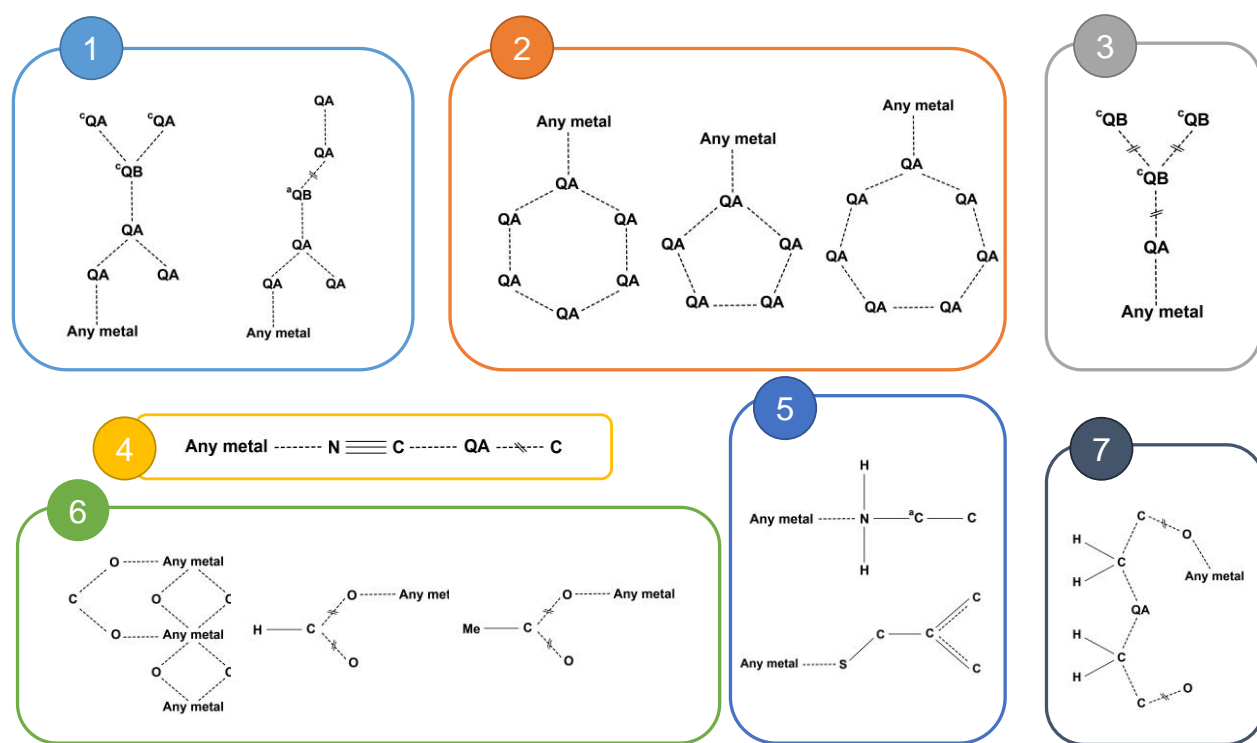 1
cQA cQA
cQB
QA
QA QA
Any metal
QA
QA
aQB
QA
QA QA
Any metal
2
Any metal
QA
QA QA
QA QA
QA
Any metal
QA
QA QA
QA QA
Any metal
QA
QA QA
QA QA
QA QA
3
cQB cQB
cQB
QA
Any metal
4
Any metal N C QA C
5
H
Any metal N aC C
H
C
C C
Any metal S C
6
O Any metal
C O
O Any metal
O
Any metal
O Any met
H C
O
O Any metal
Me C
O
7
C O
H
C Any metal
H
QA
H
C
H
C O